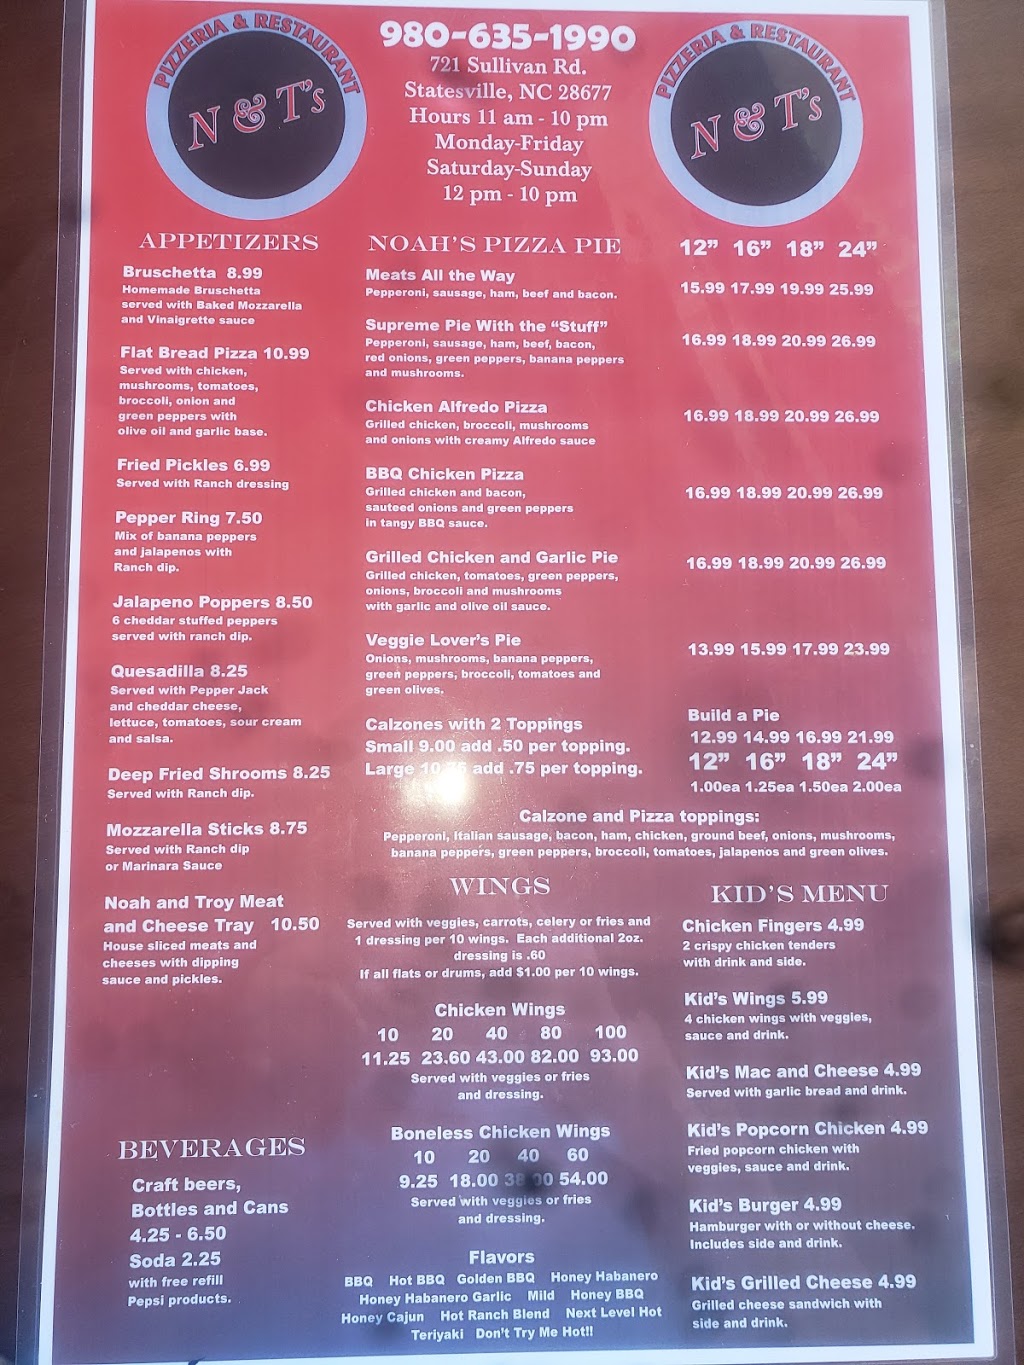 PIZZERIA & RESTAURANT
N & T's
980-635-1990
721 Sullivan Rd.
Statesville, NC 28677
Hours 11 am - 10 pm
Monday-Friday
Saturday-Sunday
12 pm - 10 pm
PIZZERIA & RESTAURANT
N & T's
APPETIZERS
Bruschetta 8.99
Homemade Bruschetta
served with Baked Mozzarella
and Vinaigrette sauce
Flat Bread Pizza 10.99
Served with chicken,
mushrooms, tomatoes,
broccoli, onion and
green peppers with
olive oil and garlic base.
Fried Pickles 6.99
Served with Ranch dressing
Pepper Ring 7.50
Mix of banana peppers
and jalapenos with
Ranch dip.
Jalapeno Poppers 8.50
6 cheddar stuffed peppers
served with ranch dip.
Quesadilla 8.25
Served with Pepper Jack
and cheddar cheese,
lettuce, tomatoes, sour cream
and salsa.
Deep Fried Shrooms 8.25
Served with Ranch dip.
Mozzarella Sticks 8.75
Served with Ranch dip
or Marinara Sauce
Noah and Troy Meat
and Cheese Tray 10.50
House sliced meats and
cheeses with dipping
sauce and pickles.
BEVERAGES
Craft beers,
Bottles and Cans
4.25 - 6.50
Soda 2.25
with free refill
Pepsi products.
NOAH'S PIZZA PIE 12” 16” 18” 24”
Meats All the Way
Pepperoni, sausage, ham, beef and bacon.
15.99 17.99 19.99 25.99
Supreme Pie With the “Stuff”
Pepperoni, sausage, ham, beef, bacon,
red onions, green peppers, banana peppers
and mushrooms.
16.99 18.99 20.99 26.99
Chicken Alfredo Pizza
Grilled chicken, broccoli, mushrooms
and onions with creamy Alfredo sauce
16.99 18.99 20.99 26.99
BBQ Chicken Pizza
Grilled chicken and bacon,
sauteed onions and green peppers
in tangy BBQ sauce.
16.99 18.99 20.99 26.99
Grilled Chicken and Garlic Pie
Grilled chicken, tomatoes, green peppers,
onions, broccoli and mushrooms
with garlic and olive oil sauce.
16.99 18.99 20.99 26.99
Veggie Lover's Pie
Onions, mushrooms, banana peppers,
green peppers, broccoli, tomatoes and
green olives.
13.99 15.99 17.99 23.99
Calzones with 2 Toppings
Small 9.00 add .50 per topping.
Large add .75 per topping.
Build a Pie
12.99 14.99 16.99 21.99
12” 16” 18” 24”
1.00ea 1.25ea 1.50ea 2.00ea
Calzone and Pizza toppings:
Pepperoni, Italian sausage, bacon, ham, chicken, ground beef, onions, mushrooms,
banana peppers, green peppers, broccoli, tomatoes, jalapenos and green olives.
WINGS
Served with veggies, carrots, celery or fries and
1 dressing per 10 wings. Each additional 2oz.
dressing is .60
If all flats or drums, add $1.00 per 10 wings.
Chicken Wings
10 20 40 80 100
11.25 23.60 43.00 82.00 93.00
Served with veggies or fries
and dressing.
Boneless Chicken Wings
10 20 40 60
9.25 18.00 54.00
Served with veggies or fries
and dressing.
Flavors
BBQ Hot BBQ Golden BBQ Honey Habanero
Honey Habanero Garlic Mild Honey BBQ
Honey Cajun Hot Ranch Blend Next Level Hot
Teriyaki Don't Try Me Hot!!
KID'S MENU
Chicken Fingers 4.99
2 crispy chicken tenders
with drink and side.
Kid's Wings 5.99
4 chicken wings with veggies,
sauce and drink.
Kid's Mac and Cheese 4.99
Served with garlic bread and drink.
Kid's Popcorn Chicken 4.99
Fried popcorn chicken with
veggies, sauce and drink.
Kid's Burger 4.99
Hamburger with or without cheese.
Includes side and drink.
Kid's Grilled Cheese 4.99
Grilled cheese sandwich with
side and drink.